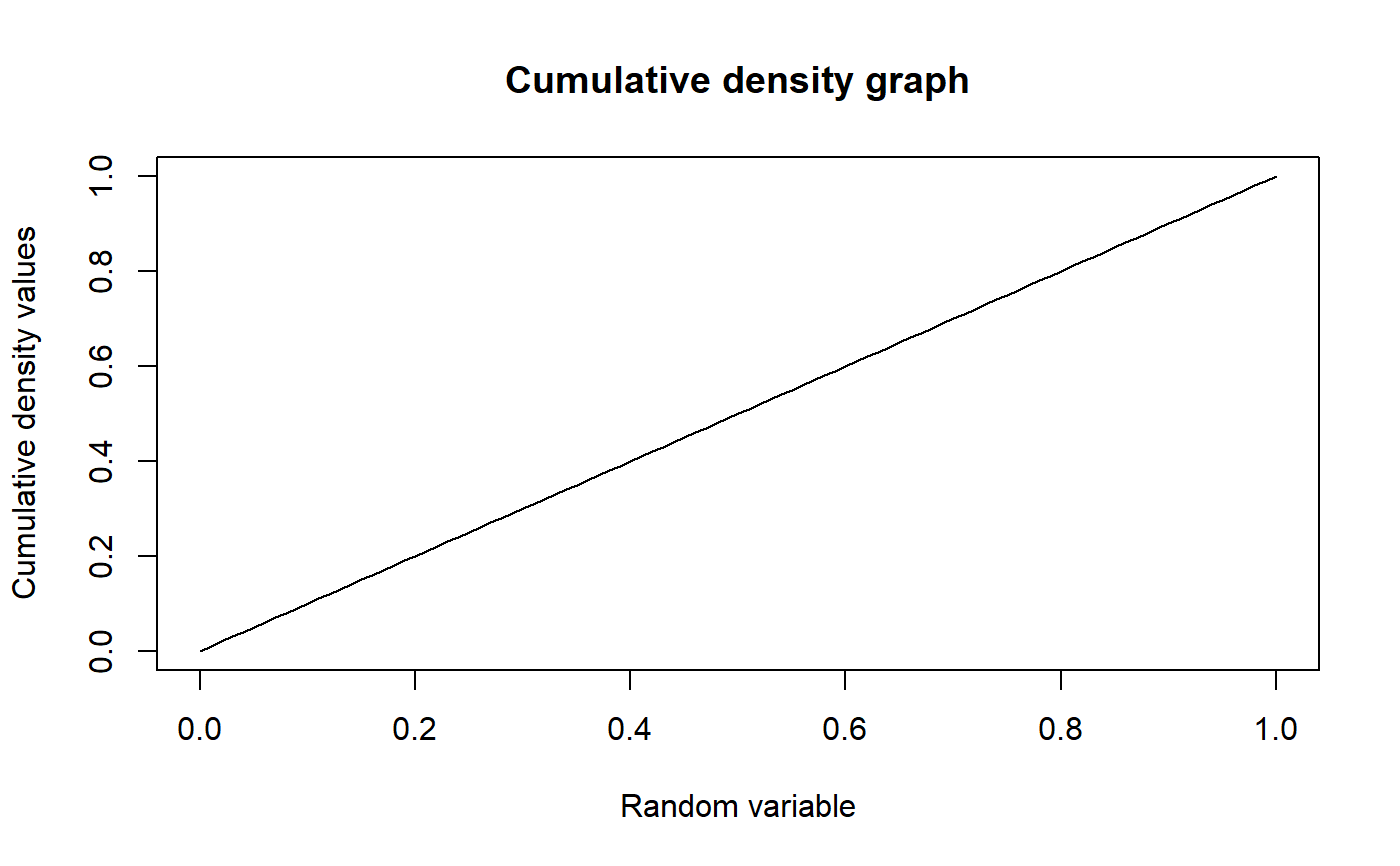 Cumulative density graph
Cumulative density values
1.0
0.8
0.6
0.4
0.2
0.0
0.0 0.2 0.4 0.6 0.8 1.0
Random variable